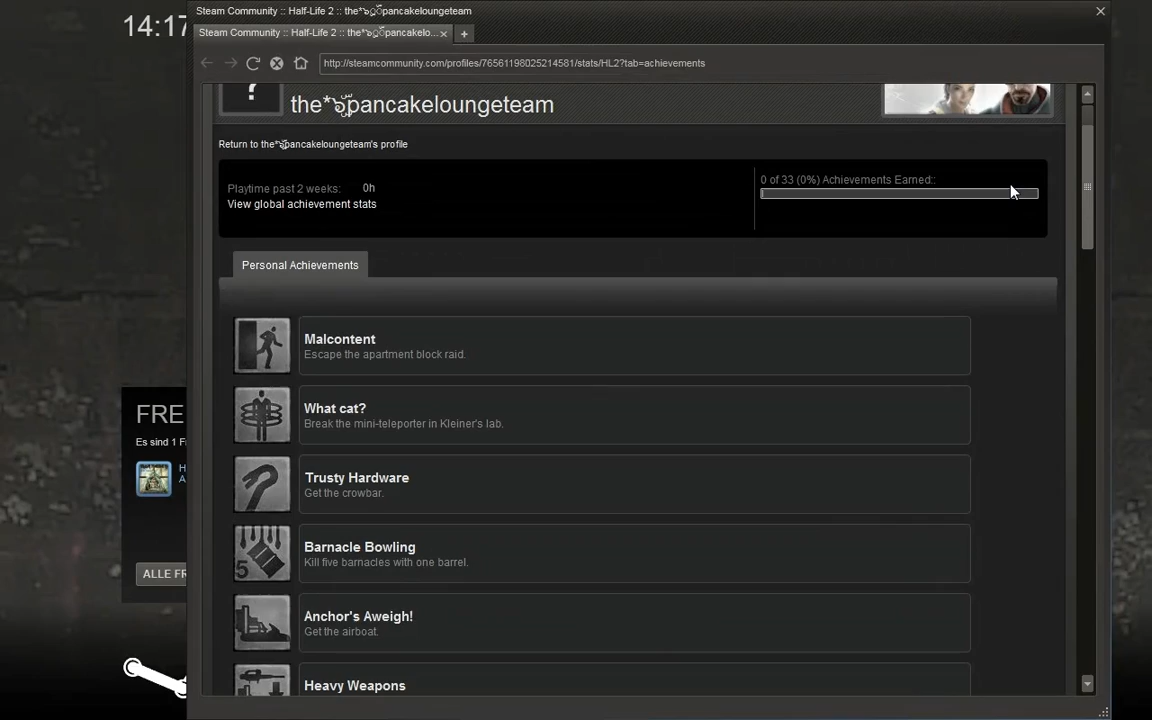 14:17
Steam Community :: Half-Life 2 :: the*ঌৣᩣpancakeloungeteam
Steam Community :: Half-Life 2 :: the*ঌৣpancakelo...
http://steamcommunity.com/profiles/76561198025214581/stats/HL2?tab=achievements
?
the*ঌৣpancakeloungeteam
Return to the*ঌৣpancakeloungeteam's profile
Playtime past 2 weeks: 0h
View global achievement stats
0 of 33 (0%) Achievements Earned::
Personal Achievements
Malcontent
Escape the apartment block raid.
What cat?
Break the mini-teleporter in Kleiner's lab.
Trusty Hardware
Get the crowbar.
5
Barnacle Bowling
Kill five barnacles with one barrel.
Anchor's Aweigh!
Get the airboat.
Heavy Weapons
FRE
Es sind 1 Fr
H
A
ALLE FR